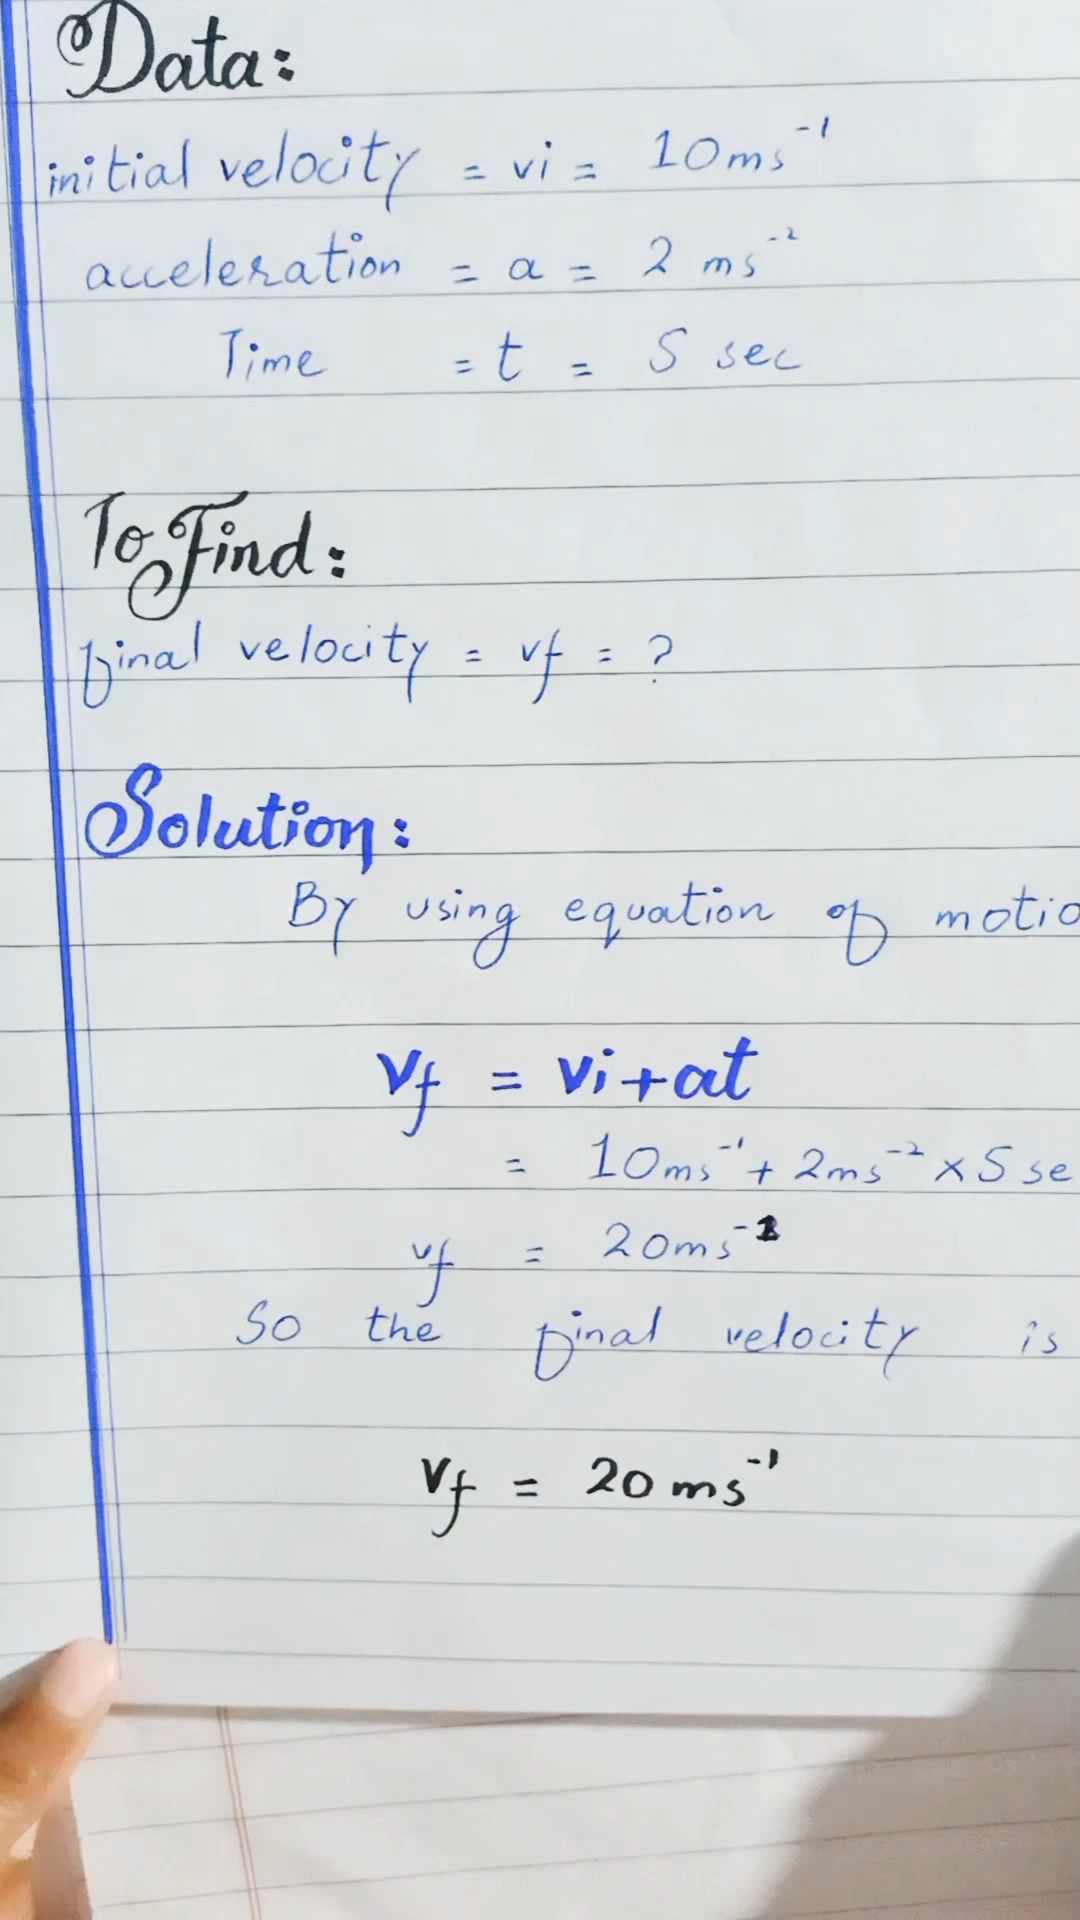 Data:
initial velocity = vi = 10ms⁻¹
acceleration = a = 2 ms⁻²
Time = t = 5 sec
To Find:
final velocity = vf = ?
Solution:
By using equation of motio
vf = vi+at
= 10ms⁻¹ + 2ms⁻² × 5 se
vf = 20ms⁻¹
So the final velocity is
vf = 20 ms⁻¹